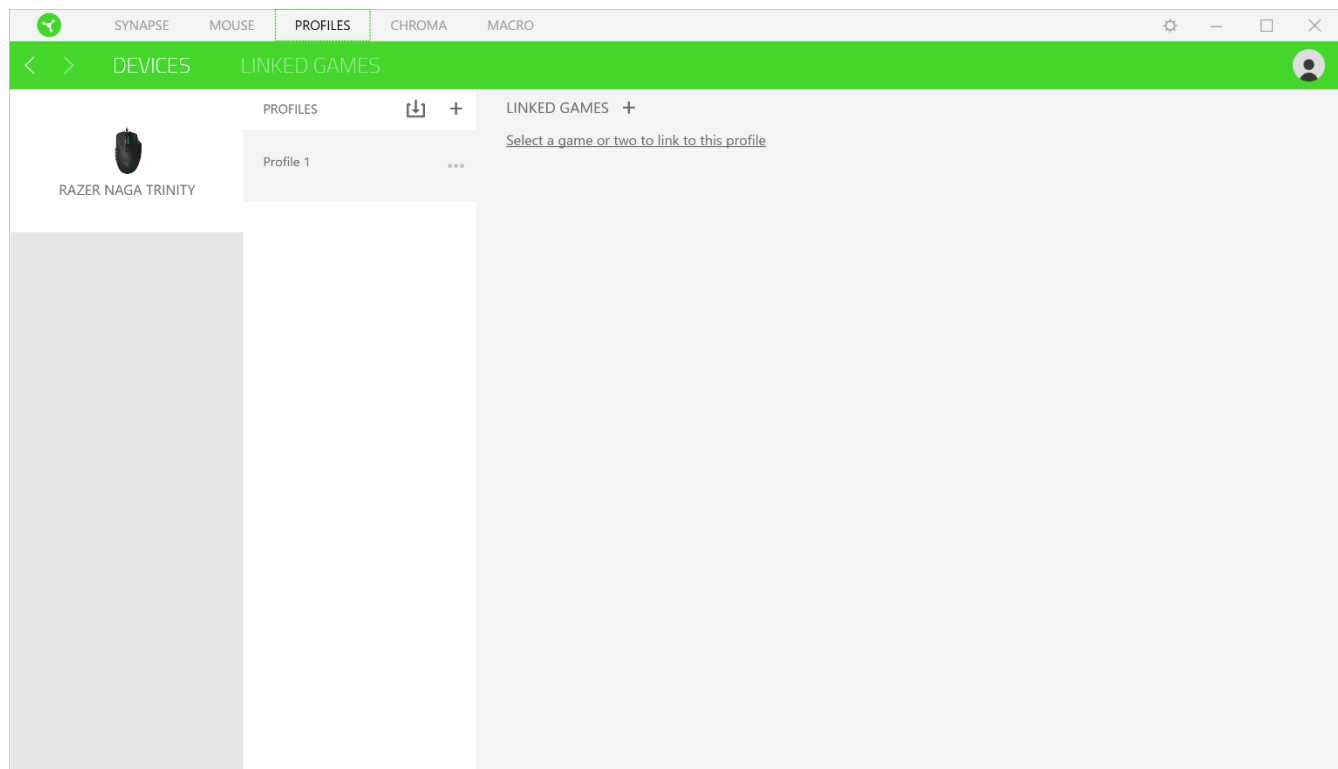 SYNAPSE MOUSE PROFILES CHROMA MACRO
DEVICES LINKED GAMES
RAZER NAGA TRINITY
PROFILES
Profile 1
LINKED GAMES
Select a game or two to link to this profile